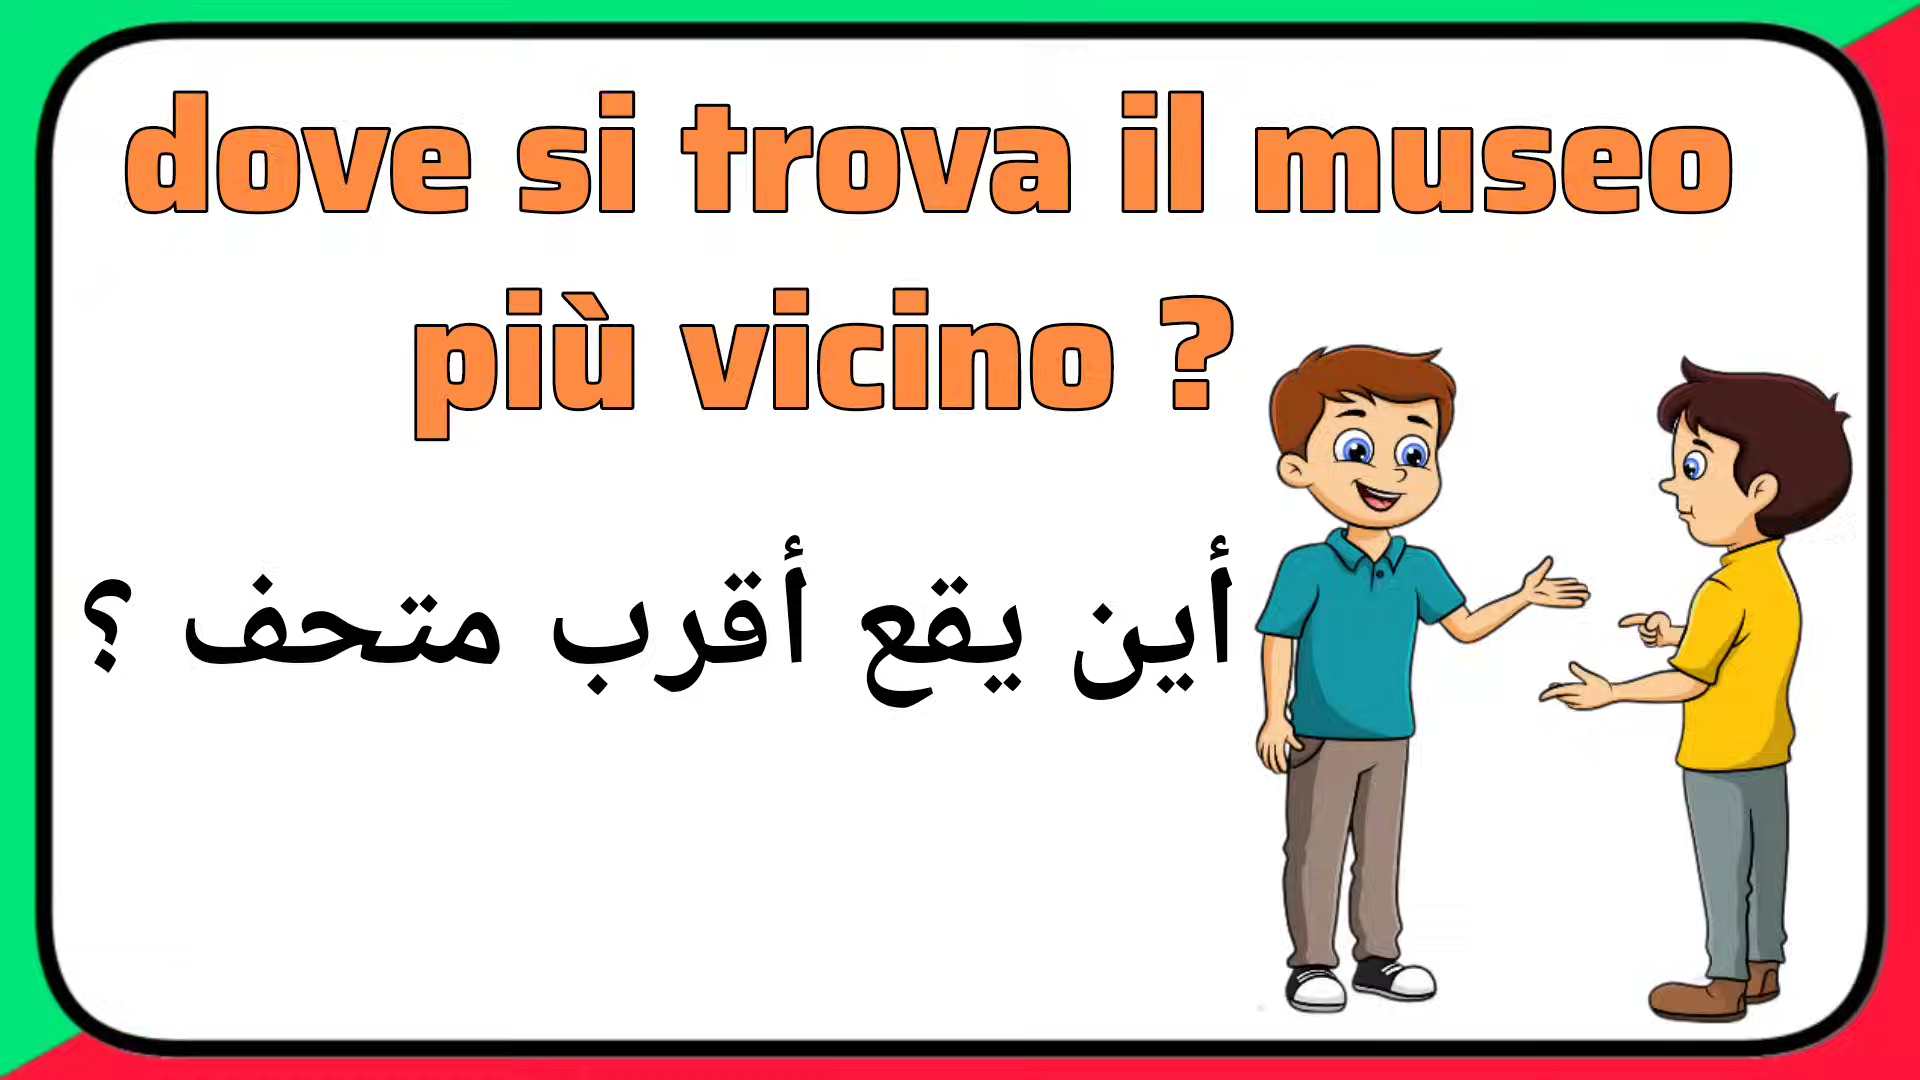 dove si trova il museo
più vicino ?
أين يقع أقرب متحف ؟